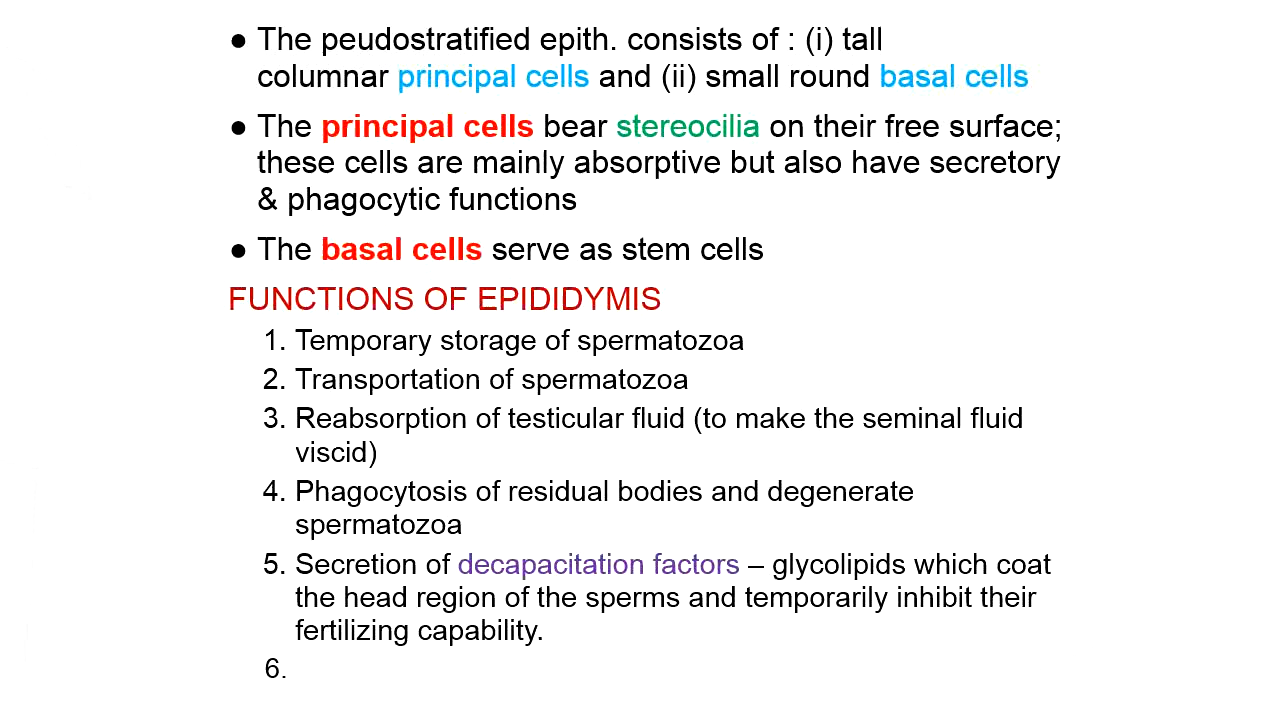 ● The peudostratified epith. consists of : (i) tall
columnar principal cells and (ii) small round basal cells
● The principal cells bear stereocilia on their free surface;
these cells are mainly absorptive but also have secretory
& phagocytic functions
● The basal cells serve as stem cells
FUNCTIONS OF EPIDIDYMIS
1. Temporary storage of spermatozoa
2. Transportation of spermatozoa
3. Reabsorption of testicular fluid (to make the seminal fluid
viscid)
4. Phagocytosis of residual bodies and degenerate
spermatozoa
5. Secretion of decapacitation factors – glycolipids which coat
the head region of the sperms and temporarily inhibit their
fertilizing capability.
6.